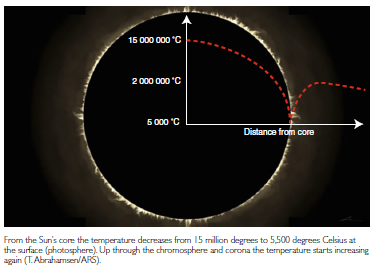 15 000 000 °C
2 000 000 °C
5 000 °C
Distance from core
From the Sun's core the temperature decreases from 15 million degrees to 5,500 degrees Celsius at
the surface (photosphere). Up through the chromosphere and corona the temperature starts increasing
again (T. Abrahamsen/ARS).